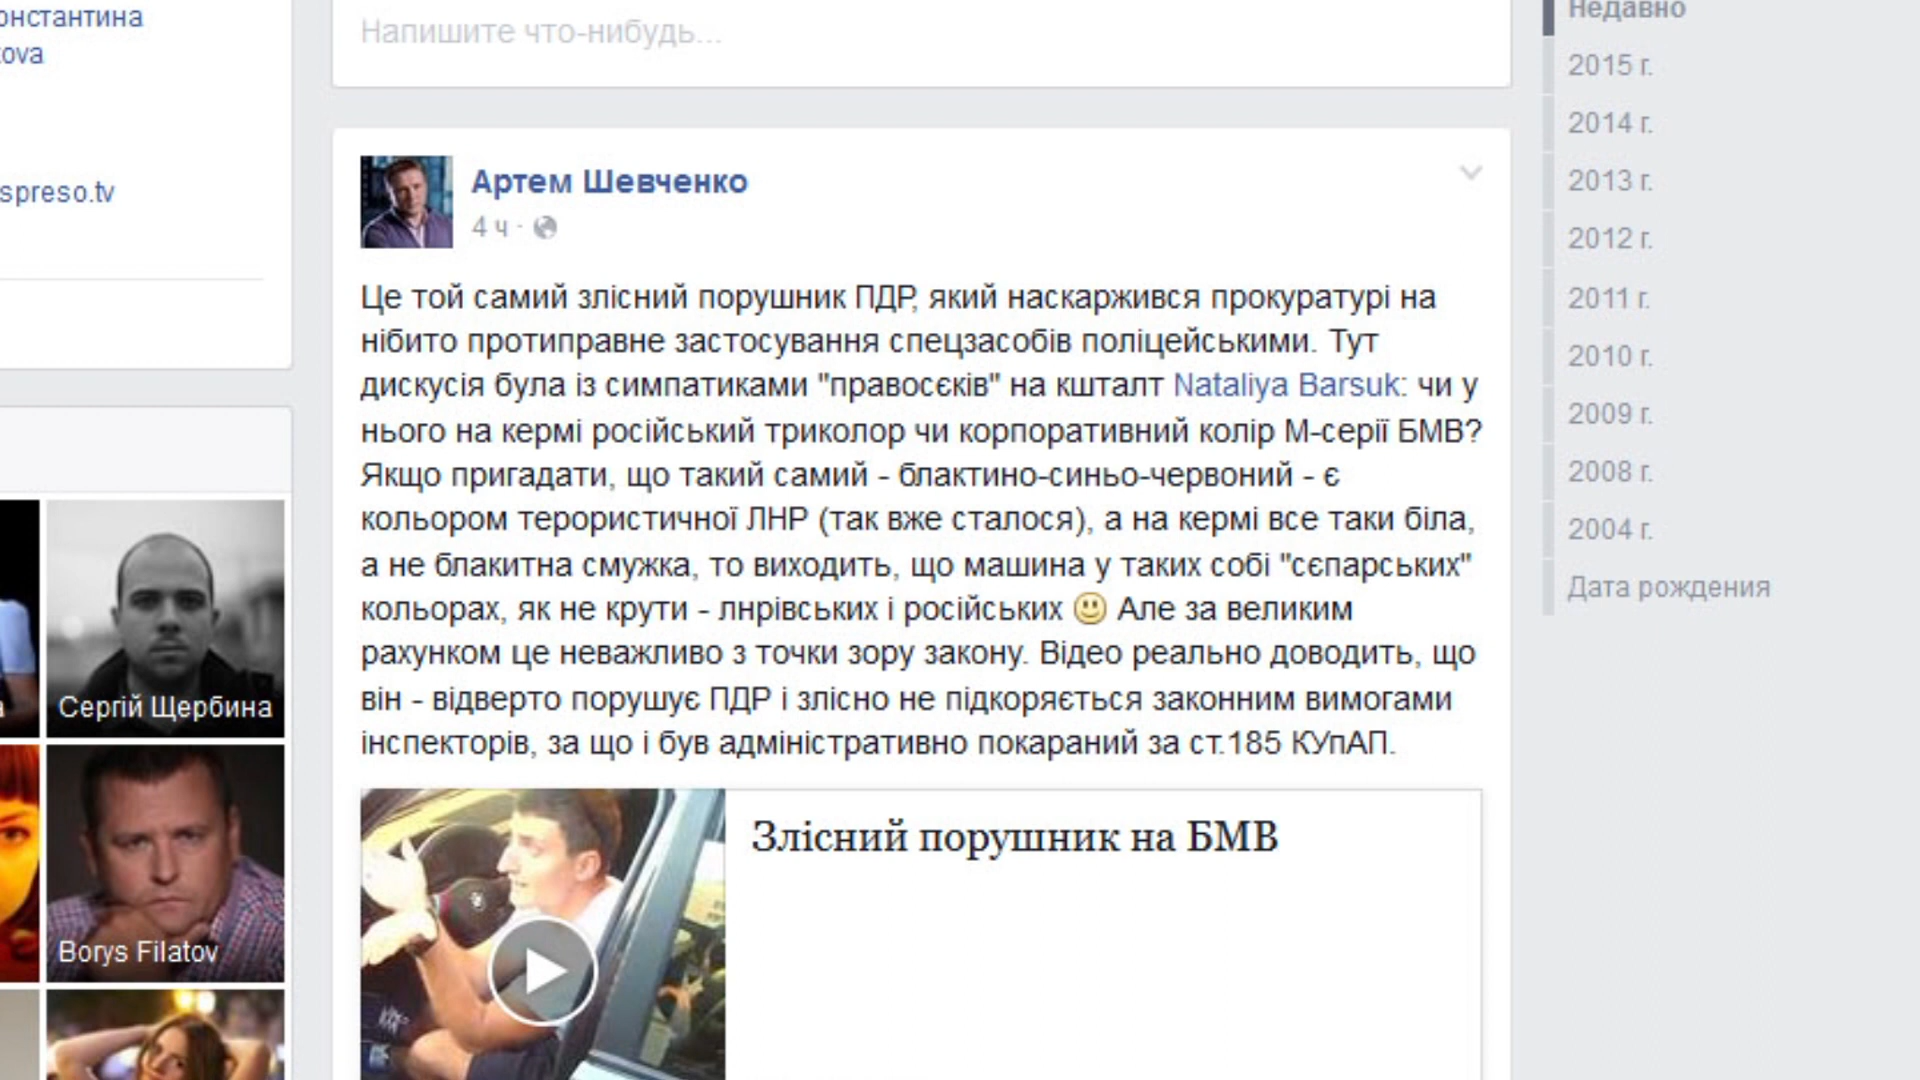 Напишите что-нибудь...
Недавно
2015 г.
2014 г.
2013 г.
2012 г.
2011 г.
2010 г.
2009 г.
2008 г.
2004 г.
Дата рождения
онстантина
ova
spreso.tv
Сергій Щербина
Borys Filatov
Артем Шевченко
4 ч ·
Це той самий злісний порушник ПДР, який наскаржився прокуратурі на
нібито протиправне застосування спецзасобів поліцейськими. Тут
дискусія була із симпатиками "правосєків" на кшталт Nataliya Barsuk: чи у
нього на кермі російський триколор чи корпоративний колір М-серії БМВ?
Якщо пригадати, що такий самий - блактино-синьо-червоний - є
кольором терористичної ЛНР (так вже сталося), а на кермі все таки біла,
а не блакитна смужка, то виходить, що машина у таких собі "сєпарських"
кольорах, як не крути - лнрівських і російських 🙂 Але за великим
рахунком це неважливо з точки зору закону. Відео реально доводить, що
він - відверто порушує ПДР і злісно не підкоряється законним вимогами
інспекторів, за що і був адміністративно покараний за ст.185 КУпАП.
Злісний порушник на БМВ